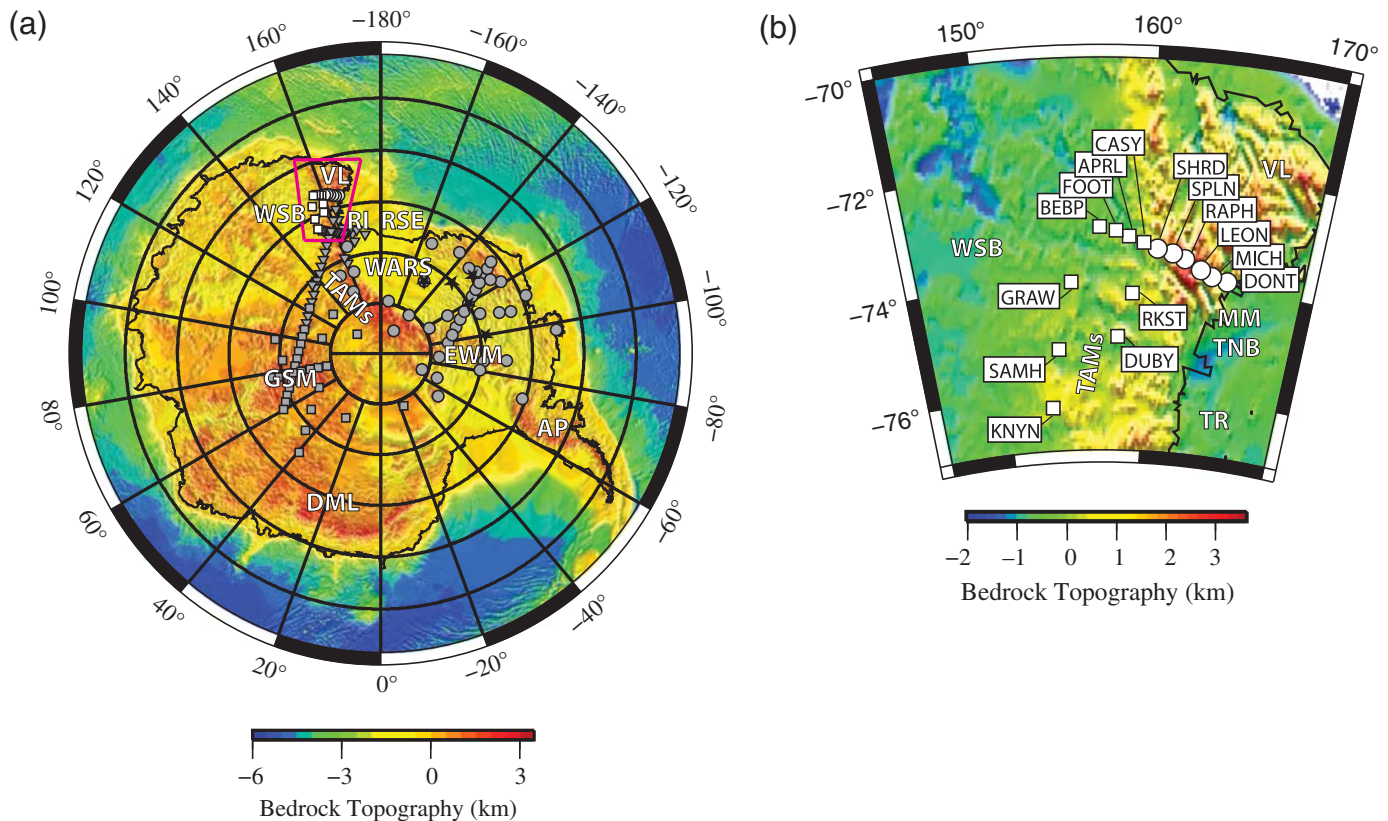 (a)
−180°
160°
−160°
140°
−140°
120°
−120°
100°
−100°
80°
−80°
60°
−60°
40°
−40°
20°
−20°
0°
VL
WSB
RI
RSE
WARS
TAMs
EWM
GSM
AP
DML
−6
−3
0
3
Bedrock Topography (km)
(b)
150°
160°
170°
−70°
−72°
−74°
−76°
CASY
APRL
FOOT
BEBP
SHRD
SPLN
RAPH
LEON
MICH
DONT
VL
WSB
GRAW
RKST
MM
TNB
SAMH
TAMs
DUBY
KNYN
TR
−2
−1
0
1
2
3
Bedrock Topography (km)